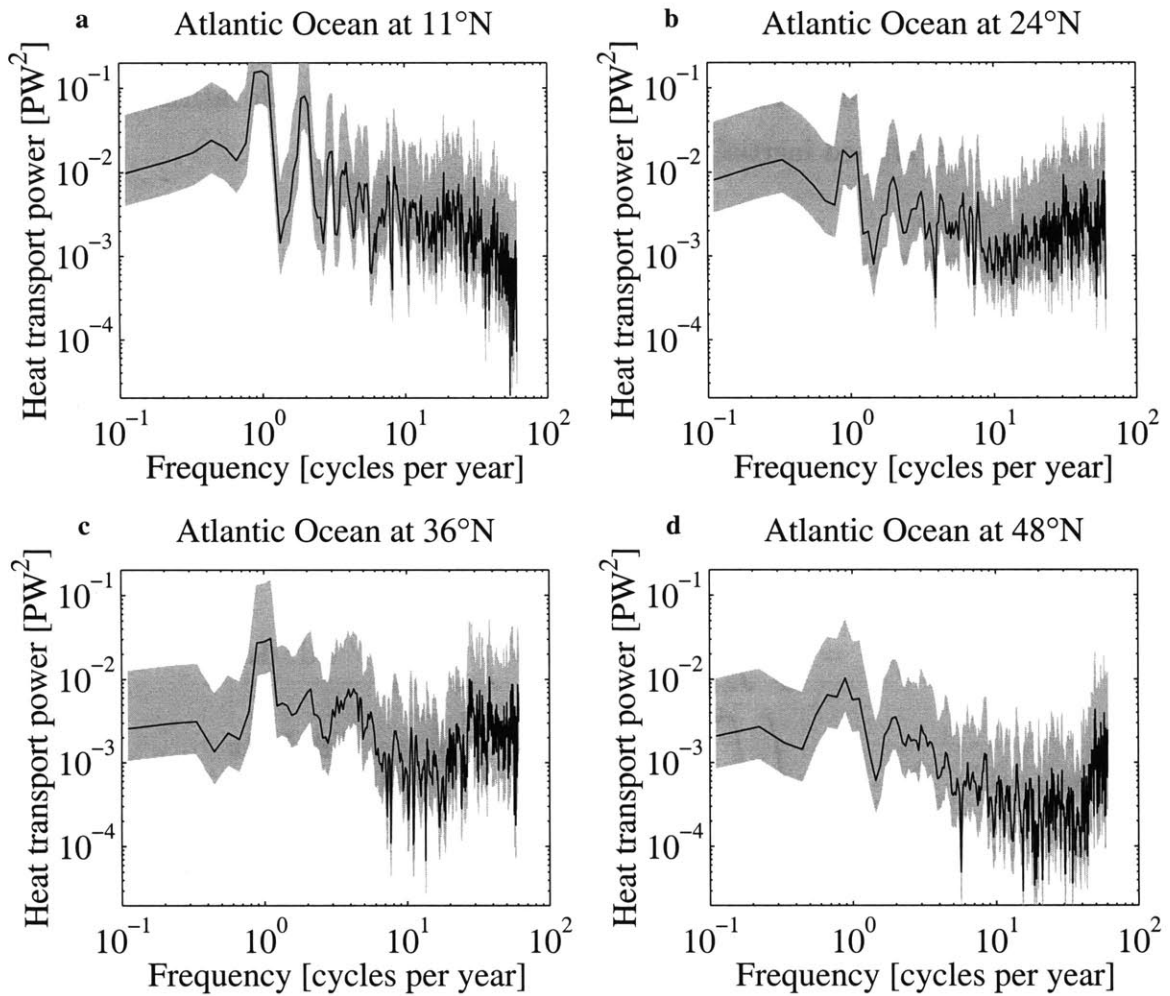 a Atlantic Ocean at 11°N
Heat transport power [PW²]
10⁻¹
10⁻²
10⁻³
10⁻⁴
10⁻¹ 10⁰ 10¹ 10²
Frequency [cycles per year]
b Atlantic Ocean at 24°N
Heat transport power [PW²]
10⁻¹
10⁻²
10⁻³
10⁻⁴
10⁻¹ 10⁰ 10¹ 10²
Frequency [cycles per year]
c Atlantic Ocean at 36°N
Heat transport power [PW²]
10⁻¹
10⁻²
10⁻³
10⁻⁴
10⁻¹ 10⁰ 10¹ 10²
Frequency [cycles per year]
d Atlantic Ocean at 48°N
Heat transport power [PW²]
10⁻¹
10⁻²
10⁻³
10⁻⁴
10⁻¹ 10⁰ 10¹ 10²
Frequency [cycles per year]